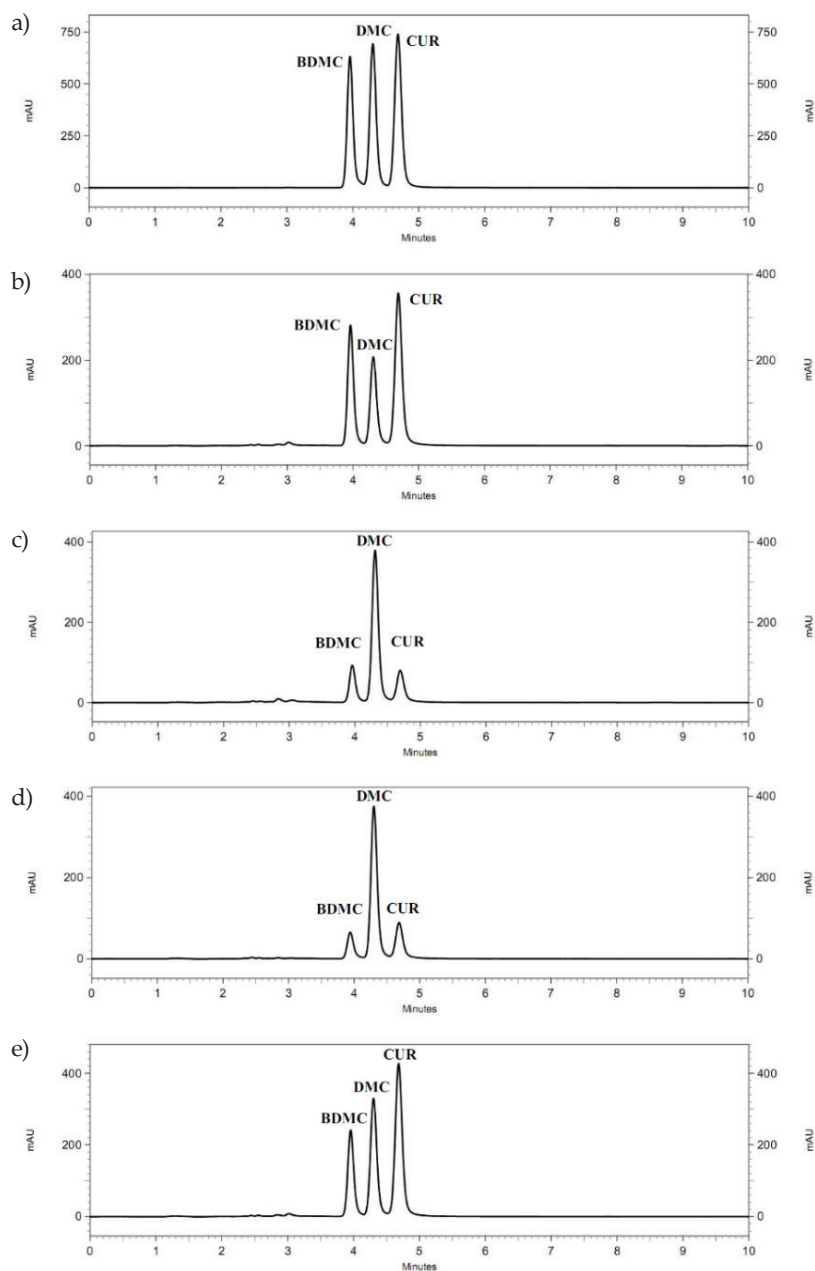 a)
DMC
CUR
BDMC
750 750
500 500
mAU mAU
250 250
0 0
0 1 2 3 4 5 6 7 8 9 10
Minutes
b)
400 400
CUR
BDMC
DMC
mAU 200 200 mAU
0 0
0 1 2 3 4 5 6 7 8 9 10
Minutes
c)
400 DMC 400
mAU 200 BDMC CUR 200 mAU
0 0
0 1 2 3 4 5 6 7 8 9 10
Minutes
d)
400 DMC 400
mAU 200 200 mAU
BDMC CUR
0 0
0 1 2 3 4 5 6 7 8 9 10
Minutes
e)
CUR
400 400
DMC
BDMC
mAU 200 200 mAU
0 0
0 1 2 3 4 5 6 7 8 9 10
Minutes